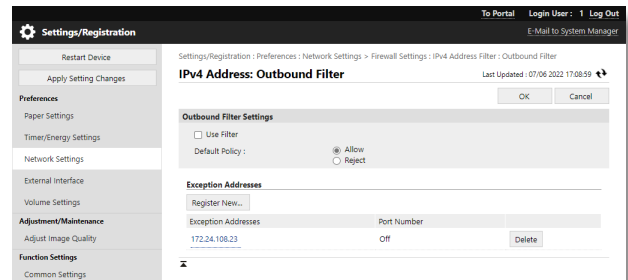 To Portal Login User : 1 Log Out
Settings/Registration
E-Mail to System Manager
Restart Device
Apply Setting Changes
Preferences
Paper Settings
Timer/Energy Settings
Network Settings
External Interface
Volume Settings
Adjustment/Maintenance
Adjust Image Quality
Function Settings
Common Settings
Settings/Registration : Preferences : Network Settings > Firewall Settings : IPv4 Address Filter : Outbound Filter
IPv4 Address: Outbound Filter
Last Updated : 07/06 2022 17:08:59
OK Cancel
Outbound Filter Settings
Use Filter
Default Policy : Allow
Reject
Exception Addresses
Register New...
Exception Addresses Port Number
172.24.108.23 Off Delete